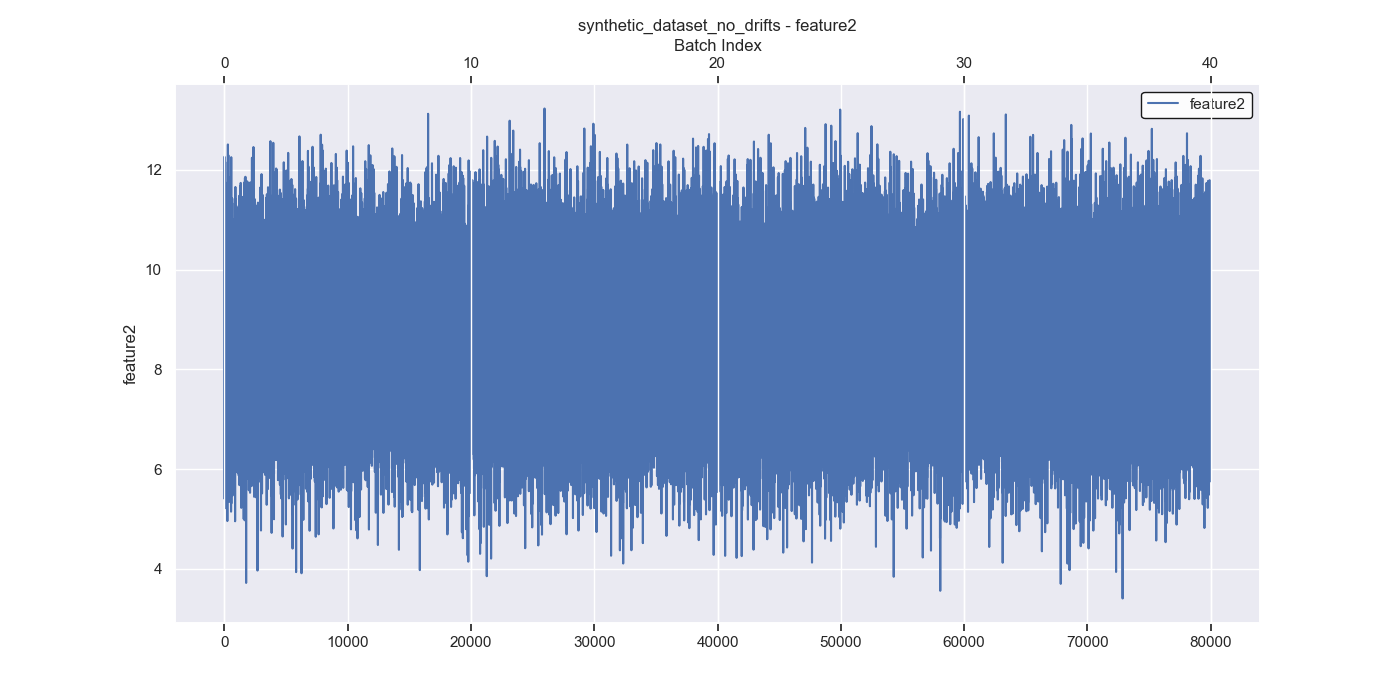 synthetic_dataset_no_drifts - feature2
Batch Index
0 10 20 30 40
feature2
12
10
8
6
4
feature2
0 10000 20000 30000 40000 50000 60000 70000 80000